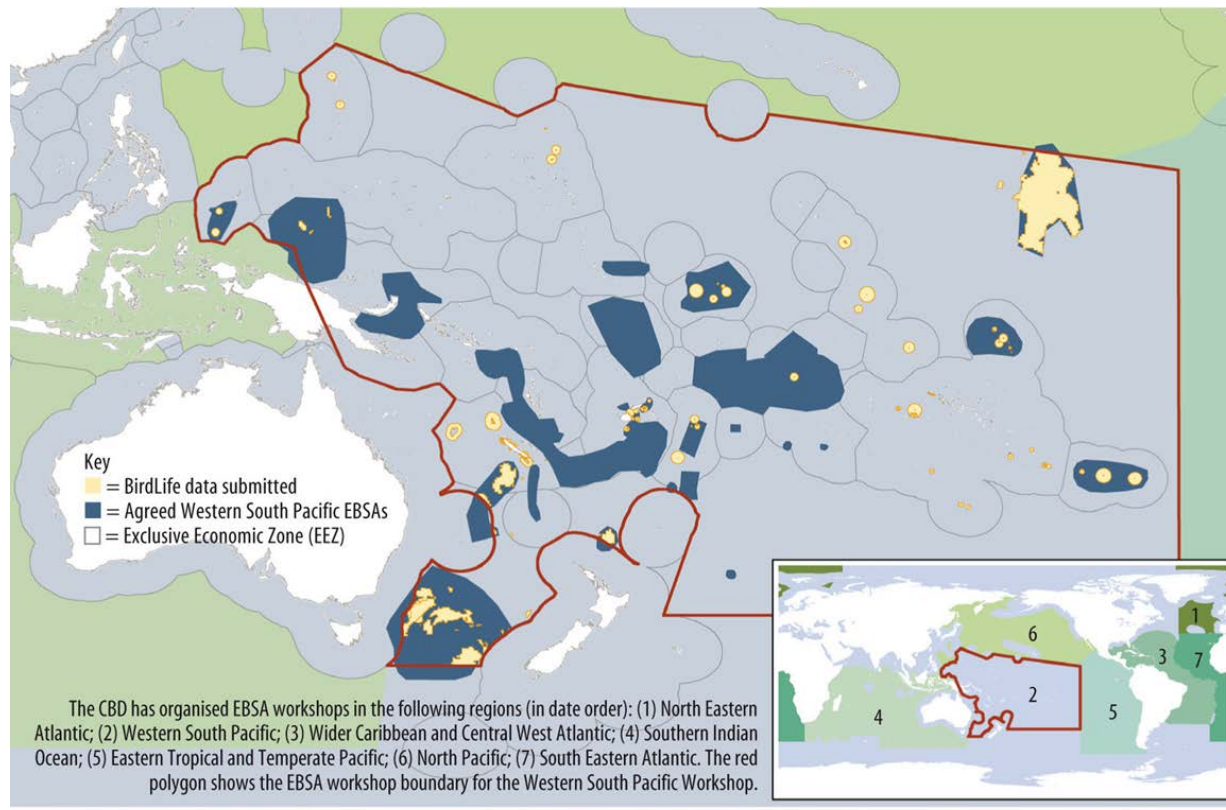 Key
= BirdLife data submitted
= Agreed Western South Pacific EBSAs
= Exclusive Economic Zone (EEZ)
The CBD has organised EBSA workshops in the following regions (in date order): (1) North Eastern
Atlantic; (2) Western South Pacific; (3) Wider Caribbean and Central West Atlantic; (4) Southern Indian
Ocean; (5) Eastern Tropical and Temperate Pacific; (6) North Pacific; (7) South Eastern Atlantic. The red
polygon shows the EBSA workshop boundary for the Western South Pacific Workshop.
1
6
3
7
2
4
5